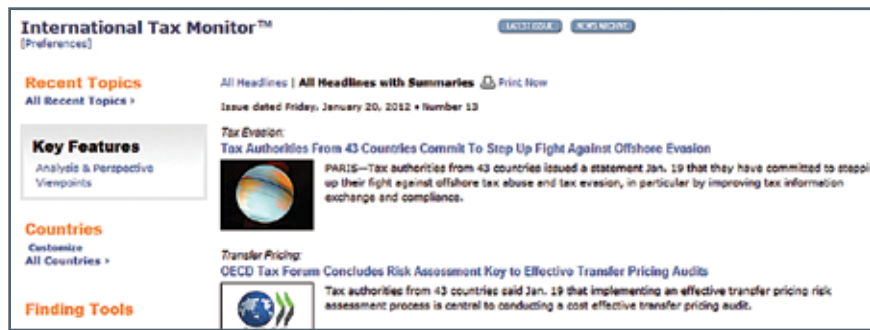 International Tax Monitor™
[Preferences]
LATEST ISSUE
NEWS ARCHIVE
Recent Topics
All Recent Topics ›
Key Features
Analysis & Perspective
Viewpoints
Countries
Customize
All Countries ›
Finding Tools
All Headlines | All Headlines with Summaries Print Now
Issue dated Friday, January 20, 2012 • Number 13
Tax Evasion:
Tax Authorities From 43 Countries Commit To Step Up Fight Against Offshore Evasion
PARIS—Tax authorities from 43 countries issued a statement Jan. 19 that they have committed to steppi
up their fight against offshore tax abuse and tax evasion, in particular by improving tax information
exchange and compliance.
Transfer Pricing:
OECD Tax Forum Concludes Risk Assessment Key to Effective Transfer Pricing Audits
Tax authorities from 43 countries said Jan. 19 that implementing an effective transfer pricing risk
assessment process is central to conducting a cost effective transfer pricing audit.